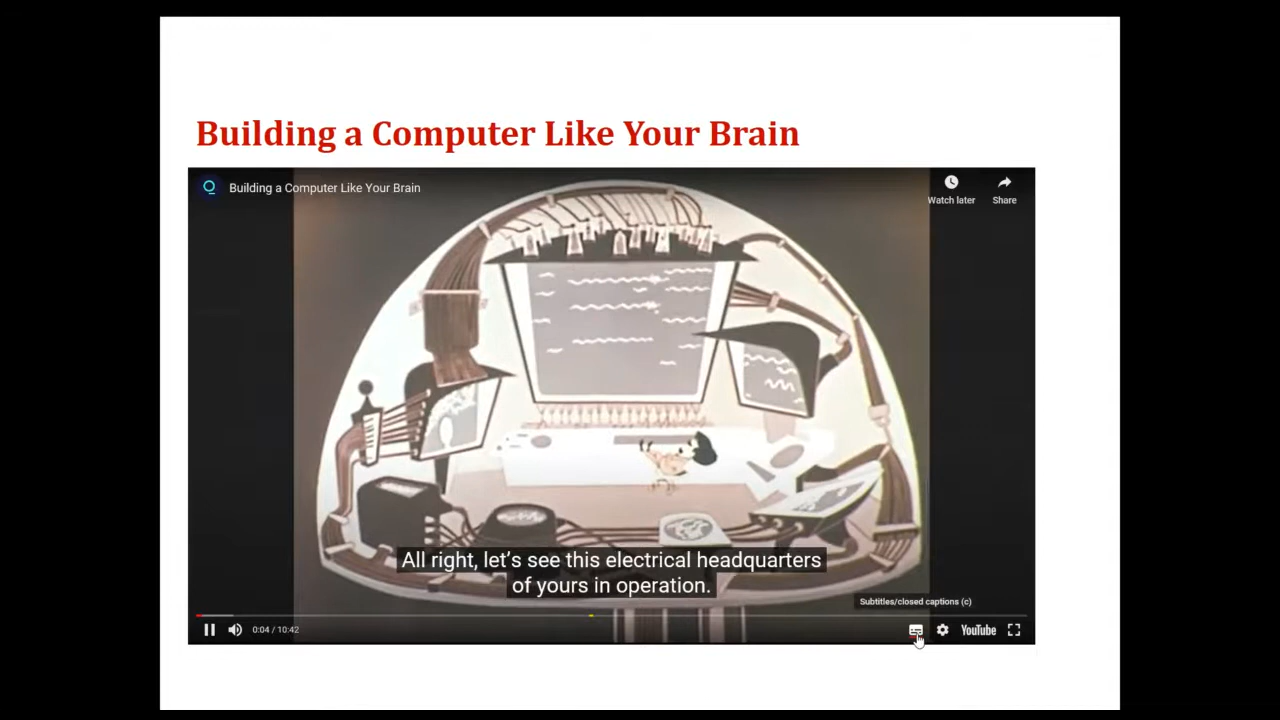 Building a Computer Like Your Brain
Building a Computer Like Your Brain
Watch later
Share
All right, let's see this electrical headquarters
of yours in operation.
Subtitles/closed captions (c)
0:04 / 10:42
YouTube